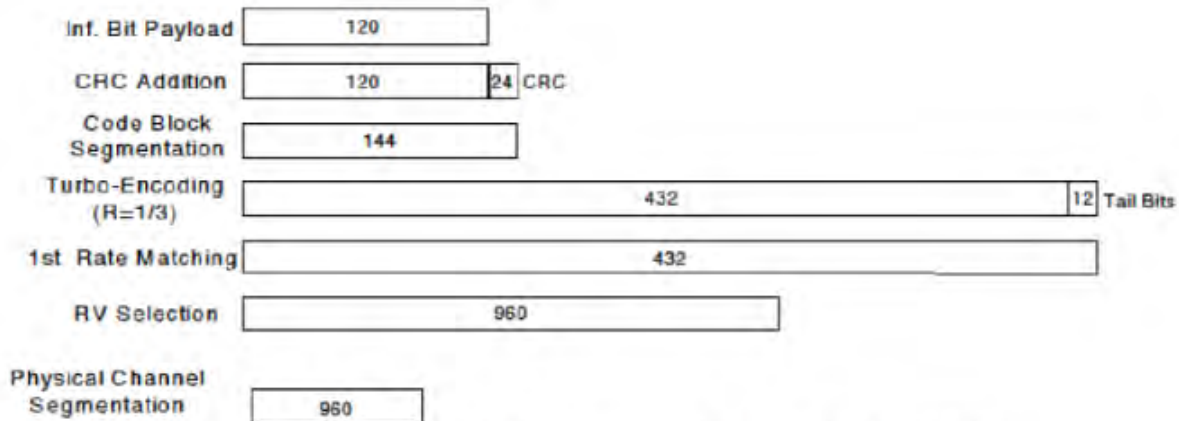 Inf. Bit Payload 120
CRC Addition 120 24 CRC
Code Block
Segmentation 144
Turbo-Encoding
(R=1/3) 432 12 Tail Bits
1st Rate Matching 432
RV Selection 960
Physical Channel
Segmentation 960